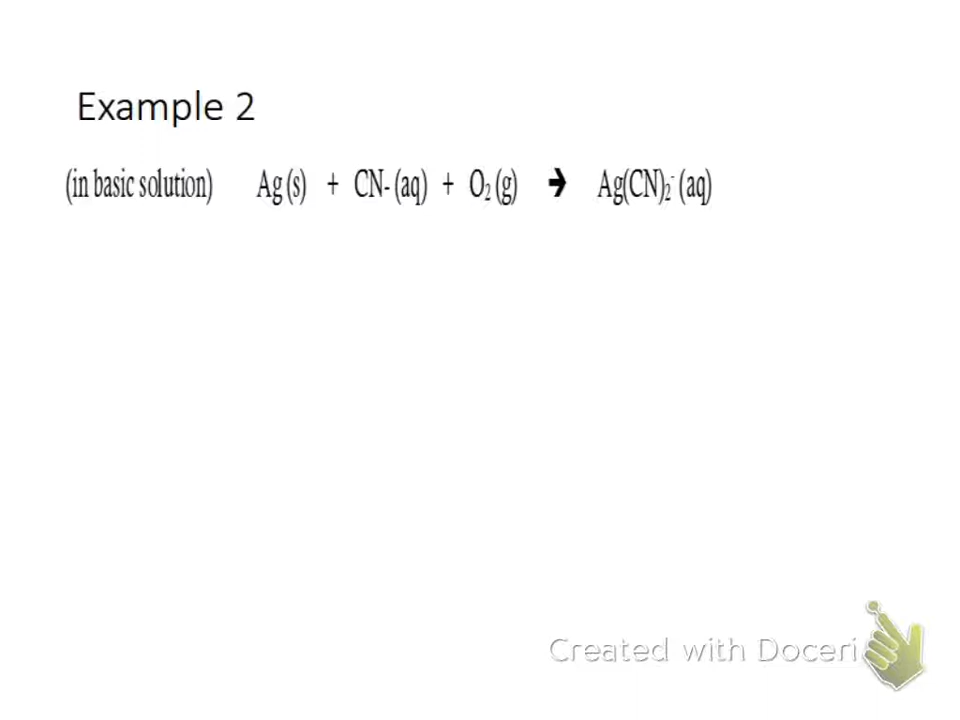 Example 2
(in basic solution) Ag (s) + CN- (aq) + O₂ (g) → Ag(CN)₂⁻ (aq)
Created with Doceri